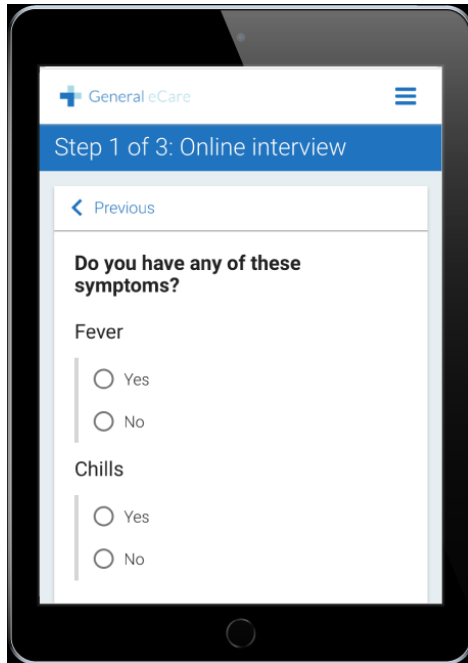 General eCare
Step 1 of 3: Online interview
Previous
Do you have any of these
symptoms?
Fever
Yes
No
Chills
Yes
No